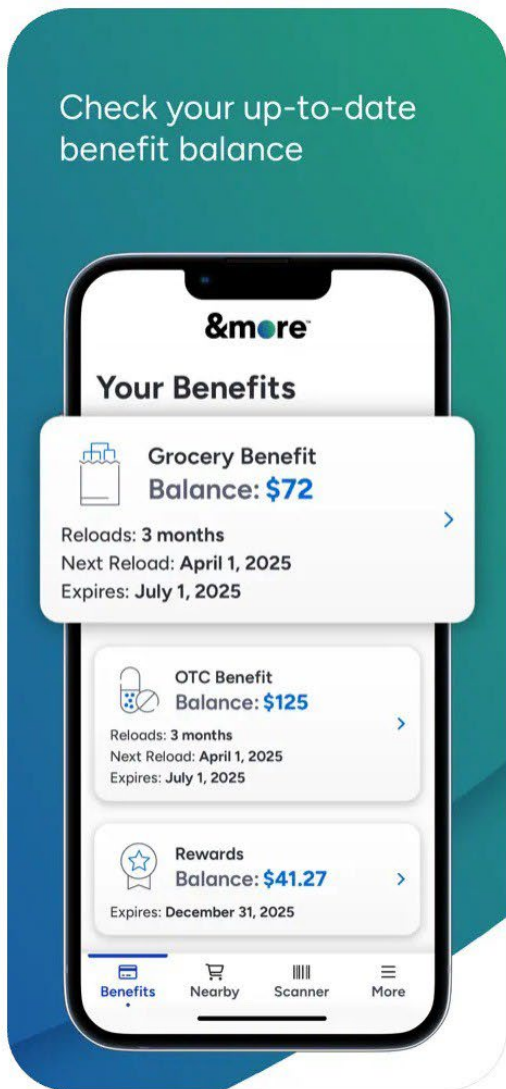 Check your up-to-date
benefit balance
&more™
Your Benefits
Grocery Benefit
Balance: $72
Reloads: 3 months
Next Reload: April 1, 2025
Expires: July 1, 2025
OTC Benefit
Balance: $125
Reloads: 3 months
Next Reload: April 1, 2025
Expires: July 1, 2025
Rewards
Balance: $41.27
Expires: December 31, 2025
Benefits Nearby Scanner More